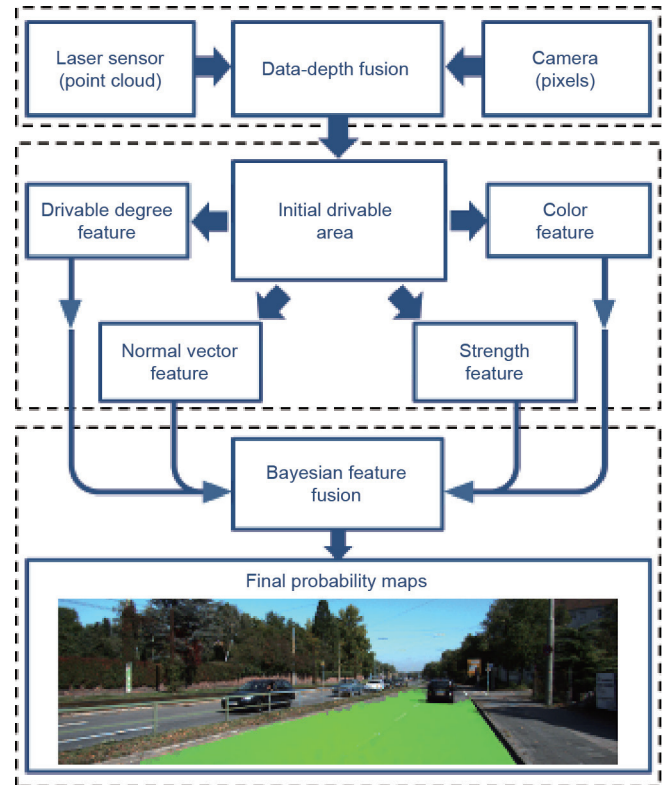 Laser sensor
(point cloud)
Data-depth fusion
Camera
(pixels)
Drivable degree
feature
Initial drivable
area
Color
feature
Normal vector
feature
Strength
feature
Bayesian feature
fusion
Final probability maps